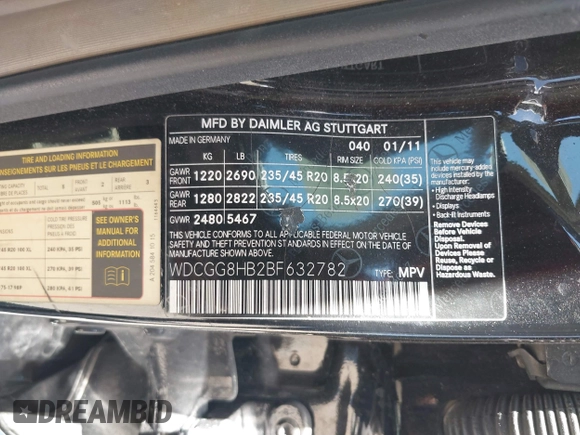 MFD BY DAIMLER AG STUTTGART
MADE IN GERMANY 040 01/11
KG LB TIRES RIM SIZE COLD KPA (PSI)
GAWR FRONT 1220 2690 235/45 R20 8.5x20 240(35)
GAWR REAR 1280 2822 235/45 R20 8.5x20 270(39)
GVWR 2480 5467
THIS VEHICLE CONFORMS TO ALL APPLICABLE FEDERAL MOTOR VEHICLE
SAFETY AND THEFT PREVENTION STANDARDS IN EFFECT
ON THE DATE OF MANUFACTURE SHOWN ABOVE.
WDCGG8HB2BF632782 TYPE: MPV
This vehicle may contain
mercury-added devices
installed by the
manufacturer:
• High-Intensity
Discharge Headlamps
• Displays
• Back-lit Instruments
Remove Devices Before
Vehicle Disposal.
Upon Removal of Devices
Please Reuse, Recycle
or Dispose as
Hazardous Waste.
TIRE AND LOADING INFORMATION
ENSEIGNEMENTS SUR LES PNEUS ET LE CHARGEMENT
SEE OWNER'S
MANUAL FOR
ADDITIONAL
INFORMATION
DREAMBID